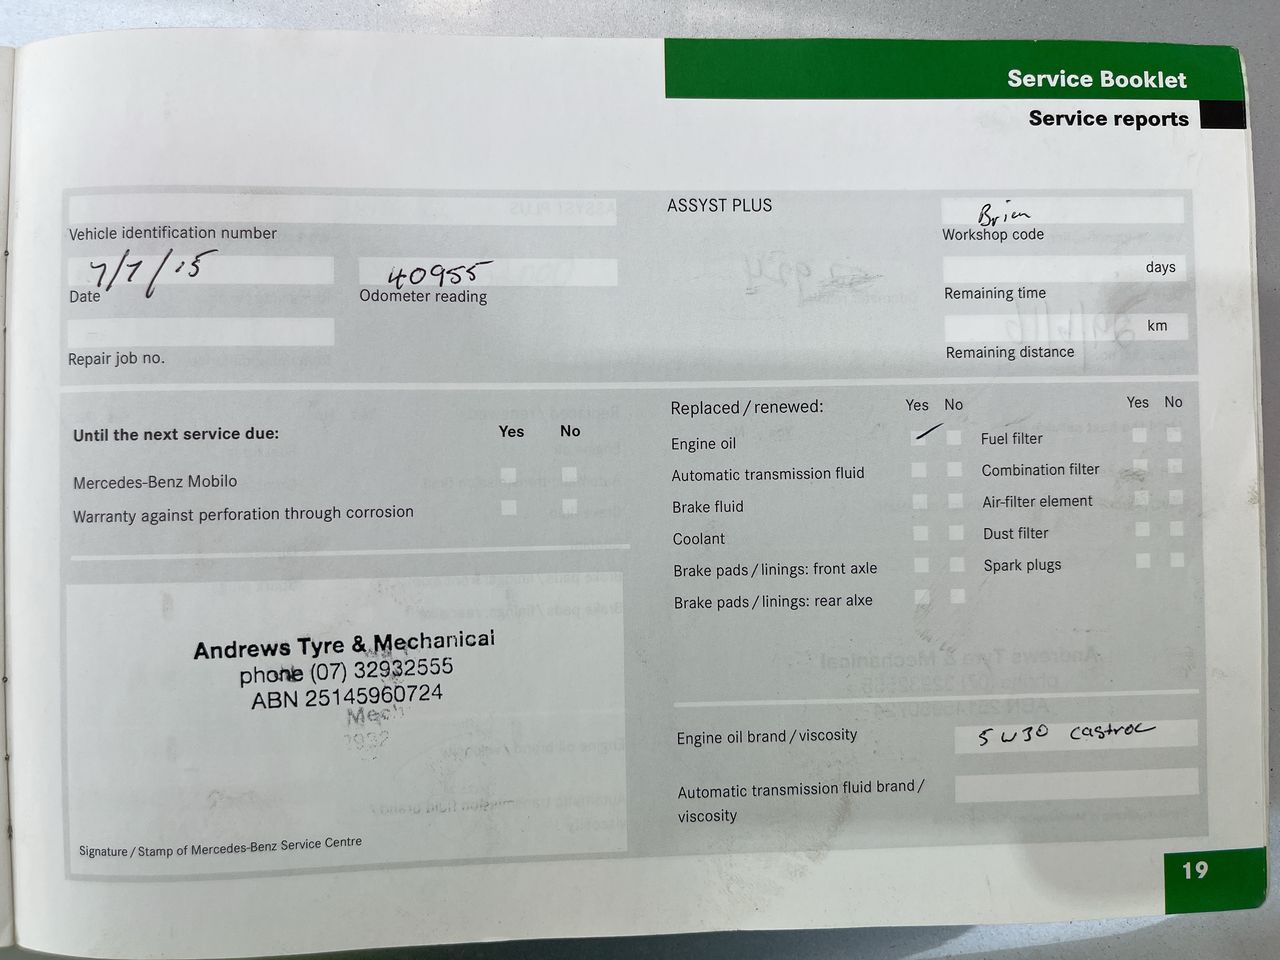 Service Booklet
Service reports
ASSYST PLUS
Brian
Vehicle identification number
Workshop code
7/7/15
40955
days
Date
Odometer reading
Remaining time
km
Repair job no.
Remaining distance
Until the next service due:
Yes No
Mercedes-Benz Mobilo
Warranty against perforation through corrosion
Replaced / renewed:
Yes No
Yes No
Engine oil
Fuel filter
Automatic transmission fluid
Combination filter
Brake fluid
Air-filter element
Coolant
Dust filter
Brake pads / linings: front axle
Spark plugs
Brake pads / linings: rear alxe
Andrews Tyre & Mechanical
phone (07) 32932555
ABN 25145960724
Signature / Stamp of Mercedes-Benz Service Centre
Engine oil brand / viscosity
5w30 castrol
Automatic transmission fluid brand /
viscosity
19